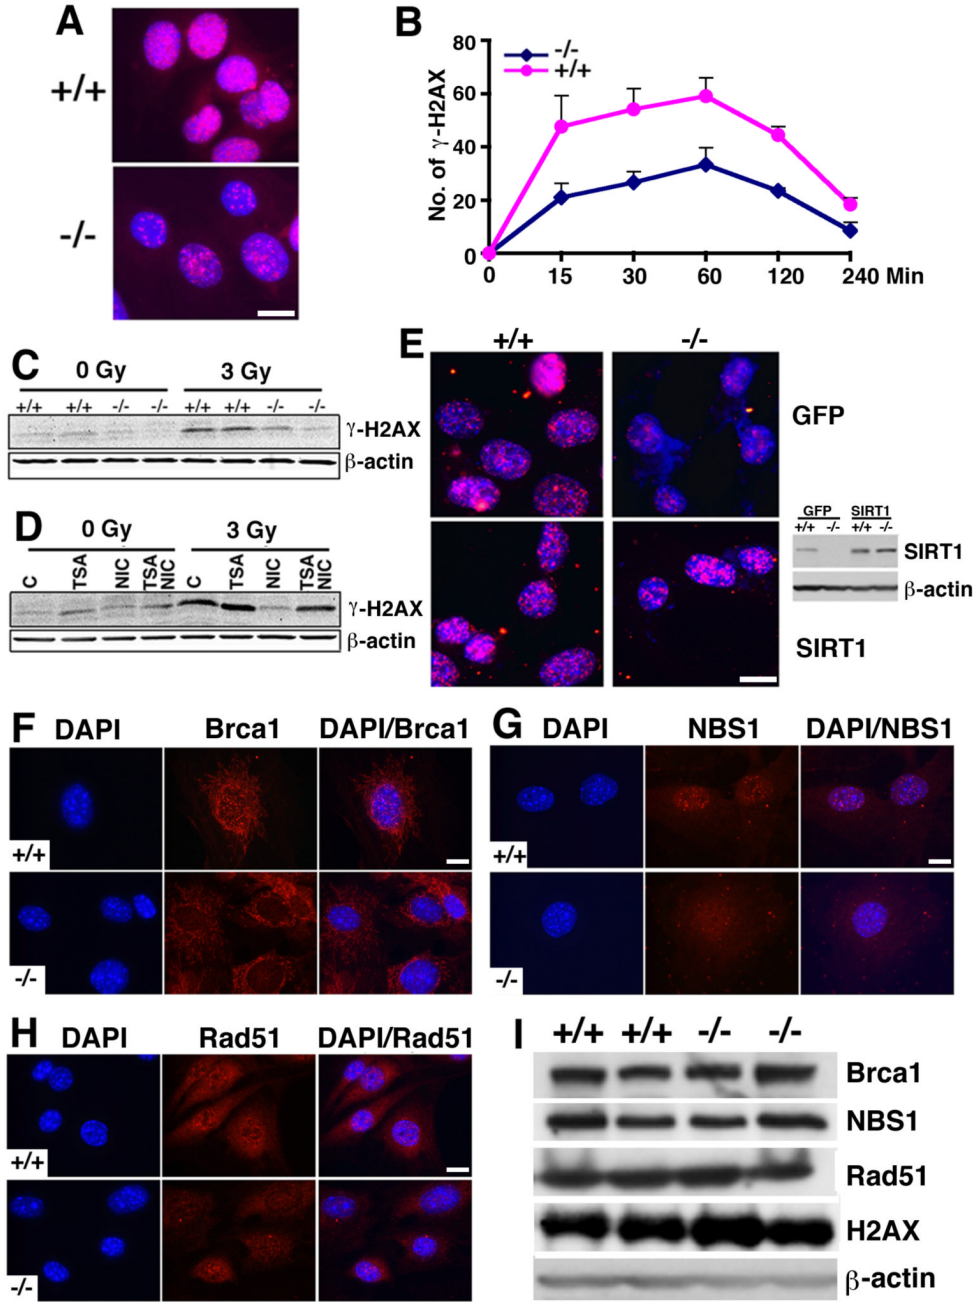 A
+/+
-/-
B
80
60
40
20
0
No. of γ-H2AX
-/-
+/+
0 15 30 60 120 240 Min
C
0 Gy 3 Gy
+/+ +/+ -/- -/- +/+ +/+ -/- -/-
γ-H2AX
β-actin
D
0 Gy 3 Gy
C TSA NIC TSA NIC C TSA NIC TSA NIC
γ-H2AX
β-actin
E
+/+ -/-
GFP
SIRT1
GFP SIRT1
+/+ -/- +/+ -/-
SIRT1
β-actin
F
DAPI Brca1 DAPI/Brca1
+/+
-/-
G
DAPI NBS1 DAPI/NBS1
+/+
-/-
H
DAPI Rad51 DAPI/Rad51
+/+
-/-
I
+/+ +/+ -/- -/-
Brca1
NBS1
Rad51
H2AX
β-actin